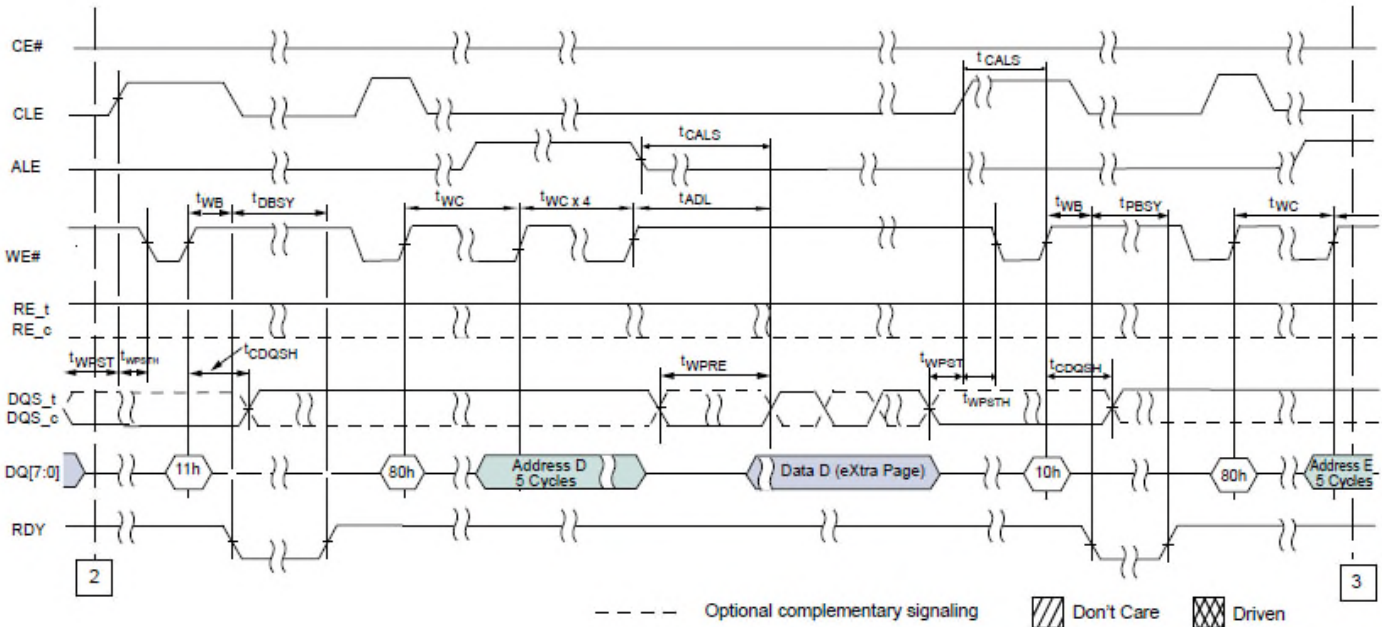 CE#
tCALS
CLE
tCALS
ALE
tWB tDBSY tWC tWC x 4 tADL tWB tPBSY tWC
WE#
RE_t
RE_c
tWPST tWPSTH tCDQSH tWPRE tWPST tWPSTH tCDQSH
DQS_t
DQS_c
DQ[7:0] 11h 80h Address D 5 Cycles Data D (eXtra Page) 10h 80h Address E 5 Cycles
RDY
2 3
Optional complementary signaling Don't Care Driven